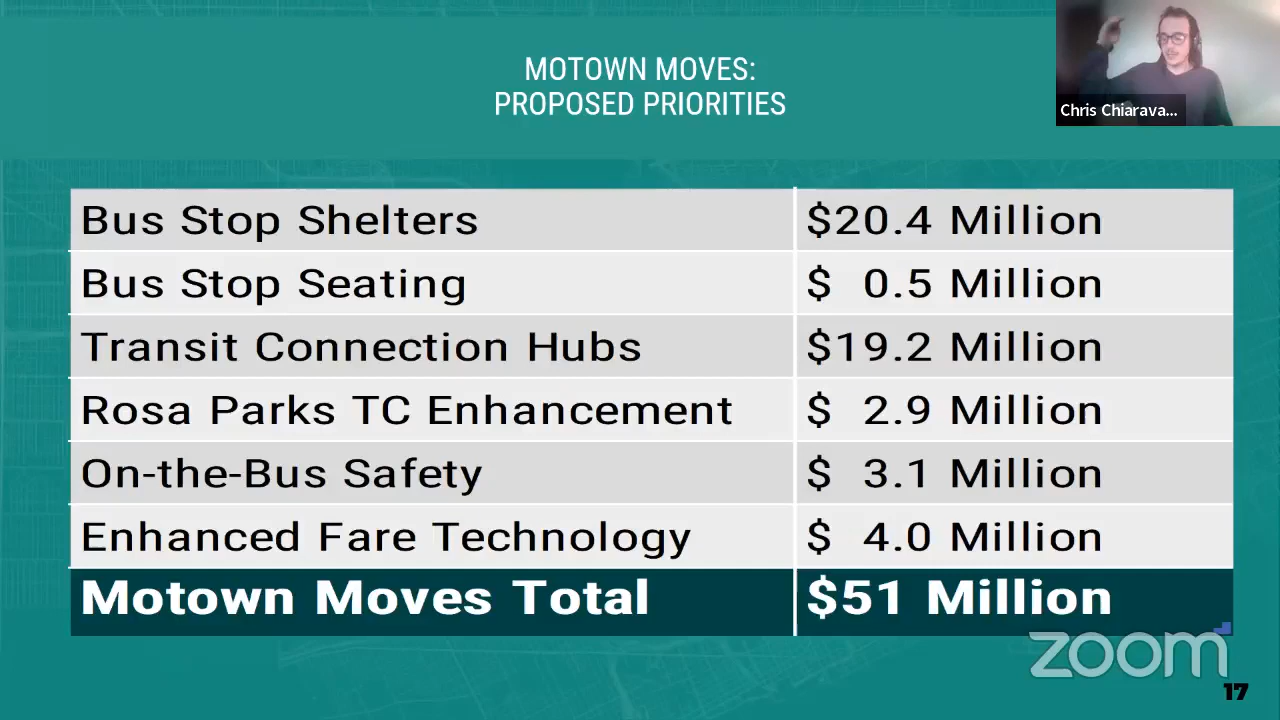 MOTOWN MOVES:
PROPOSED PRIORITIES
Chris Chiarava...
Bus Stop Shelters $20.4 Million
Bus Stop Seating $ 0.5 Million
Transit Connection Hubs $19.2 Million
Rosa Parks TC Enhancement $ 2.9 Million
On-the-Bus Safety $ 3.1 Million
Enhanced Fare Technology $ 4.0 Million
Motown Moves Total $51 Million
zoom
17